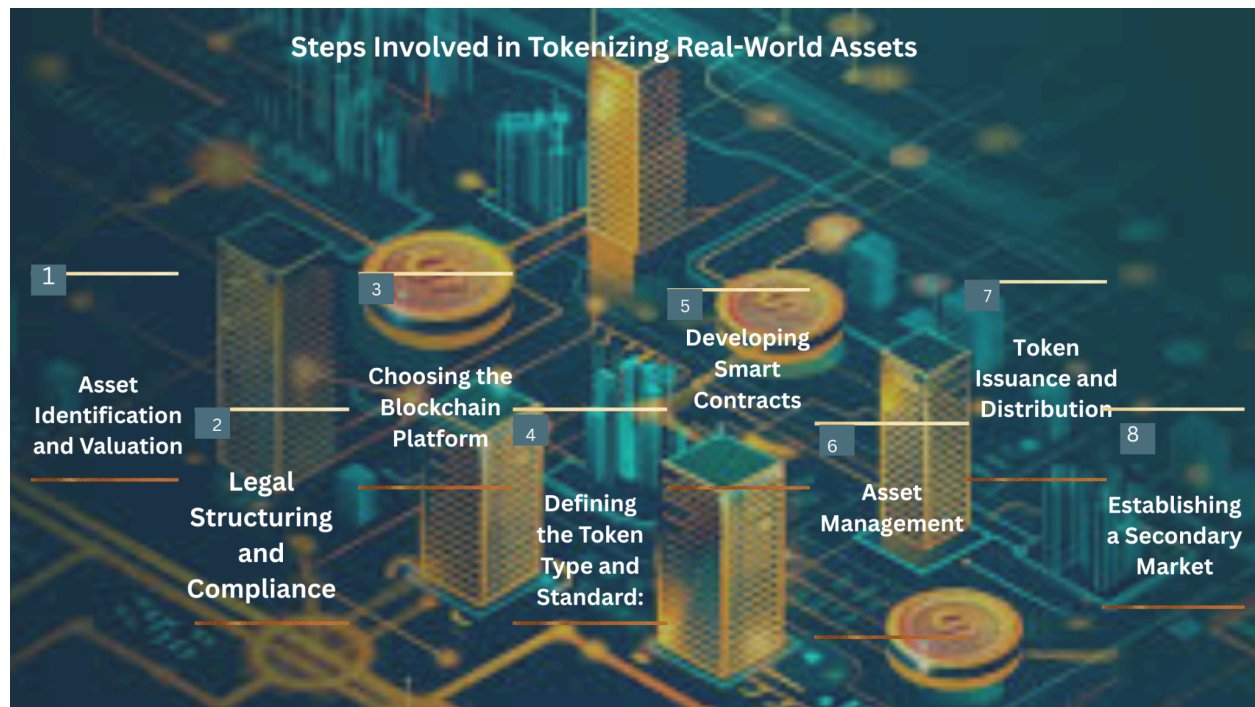 Steps Involved in Tokenizing Real-World Assets
1
Asset
Identification
and Valuation
2
Legal
Structuring
and
Compliance
3
Choosing the
Blockchain
Platform
4
Defining
the Token
Type and
Standard:
5
Developing
Smart
Contracts
6
Asset
Management
7
Token
Issuance and
Distribution
8
Establishing
a Secondary
Market